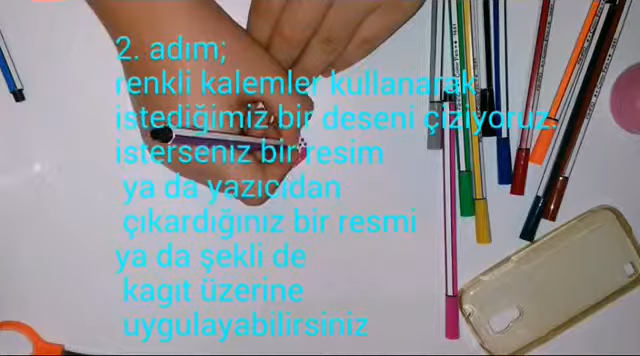 2. adım;
renkli kalemler kullanarak
istediğimiz bir deseni çiziyoruz.
isterseniz bir resim
ya da yazıcıdan
çıkardığınız bir resmi
ya da şekli de
kagıt üzerine
uygulayabilirsiniz